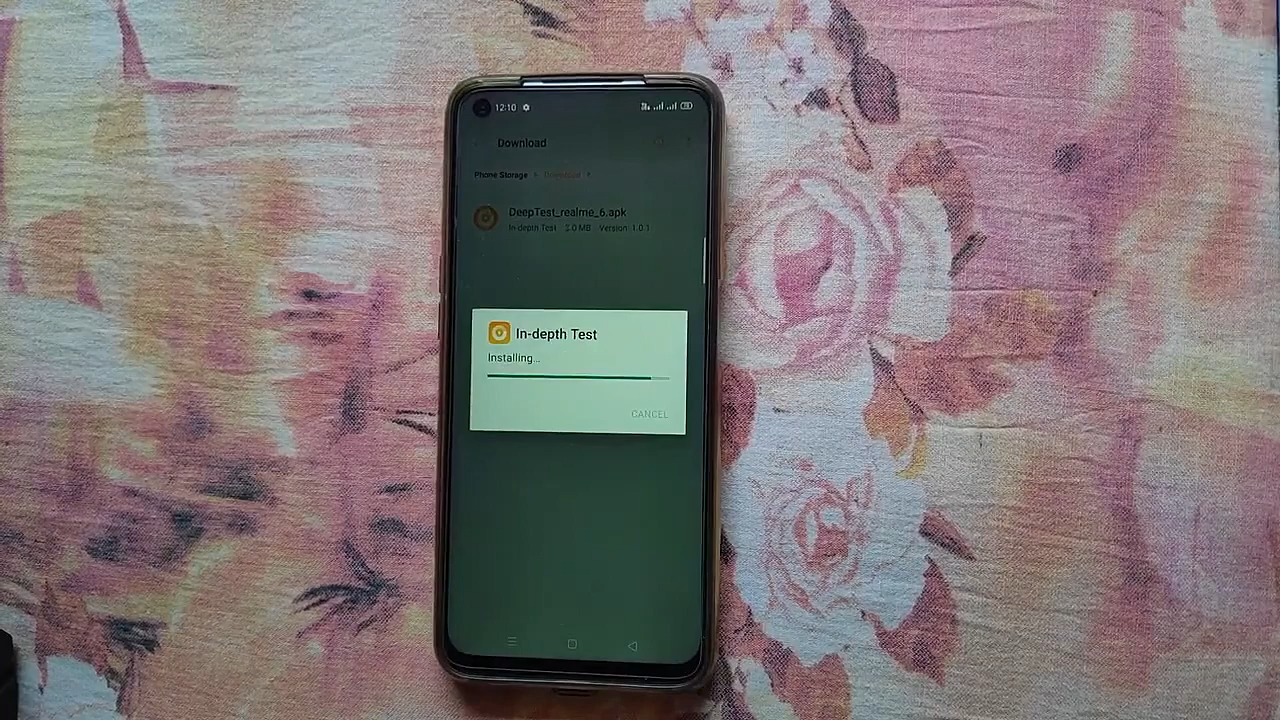 12:10
Download
Phone Storage Download
DeepTest_realme_6.apk
In-depth Test 2.0 MB Version: 1.0.1
In-depth Test
Installing...
CANCEL